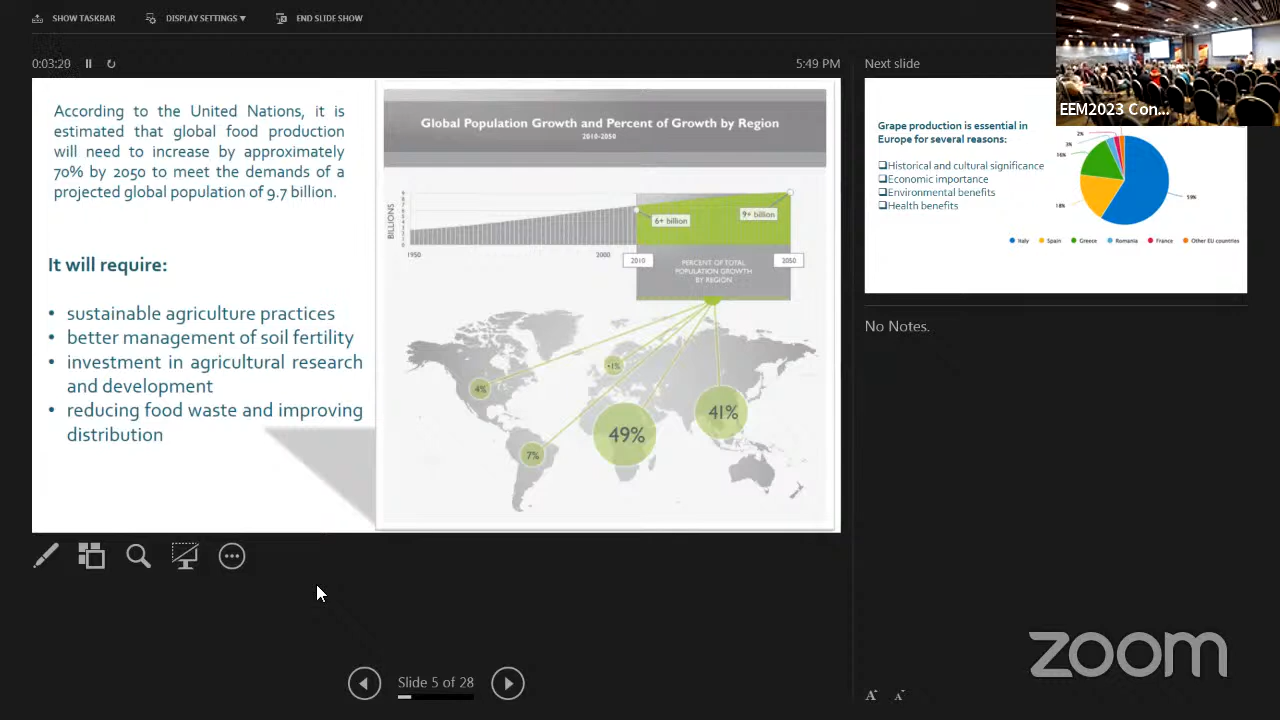 SHOW TASKBAR
DISPLAY SETTINGS ▼
END SLIDE SHOW
0:03:20
5:49 PM
Next slide
EEM2023 Con...
According to the United Nations, it is
estimated that global food production
will need to increase by approximately
70% by 2050 to meet the demands of a
projected global population of 9.7 billion.
It will require:
• sustainable agriculture practices
• better management of soil fertility
• investment in agricultural research
and development
• reducing food waste and improving
distribution
Global Population Growth and Percent of Growth by Region
2010-2050
BILLIONS
6+ billion
9+ billion
1950
2000
2010
2050
PERCENT OF TOTAL
POPULATION GROWTH
BY REGION
4%
<1%
7%
49%
41%
Grape production is essential in
Europe for several reasons:
❑Historical and cultural significance
❑Economic importance
❑Environmental benefits
❑Health benefits
2%
3%
16%
18%
59%
Italy
Spain
Greece
Romania
France
Other EU countries
No Notes.
Slide 5 of 28
zoom